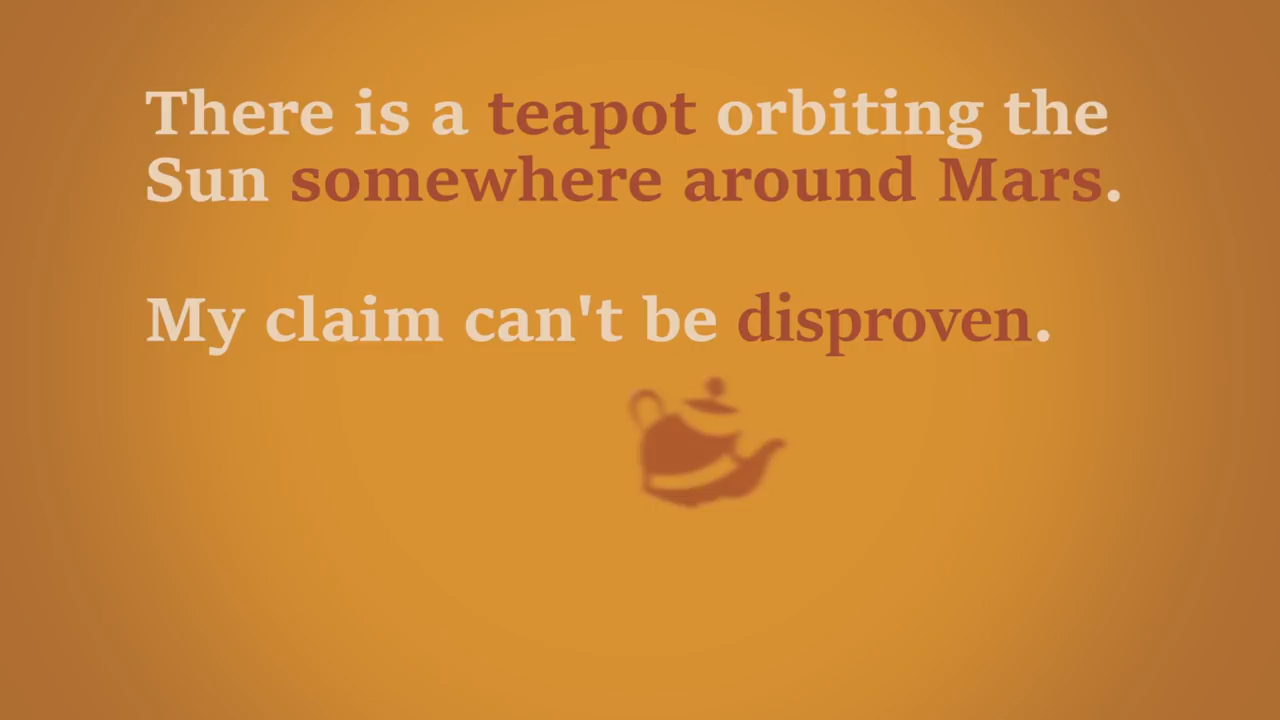 There is a teapot orbiting the
Sun somewhere around Mars.
My claim can't be disproven.